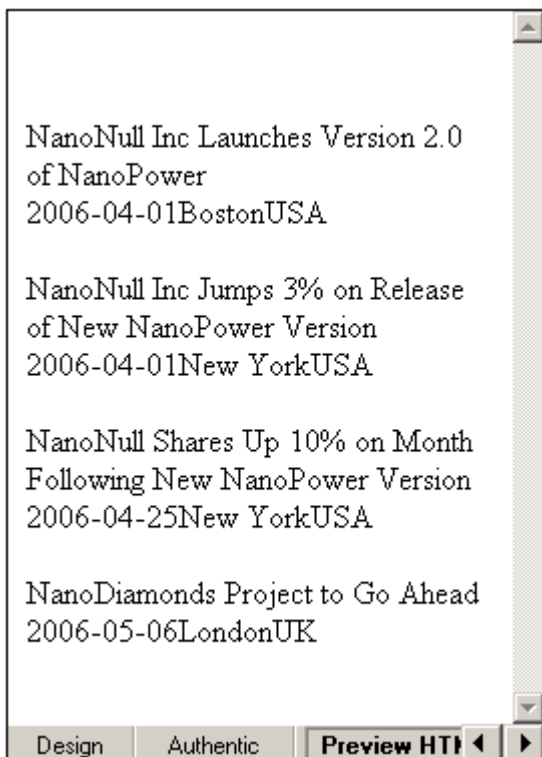 NanoNull Inc Launches Version 2.0
of NanoPower
2006-04-01BostonUSA
NanoNull Inc Jumps 3% on Release
of New NanoPower Version
2006-04-01New YorkUSA
NanoNull Shares Up 10% on Month
Following New NanoPower Version
2006-04-25New YorkUSA
NanoDiamonds Project to Go Ahead
2006-05-06LondonUK
Design Authentic Preview HT